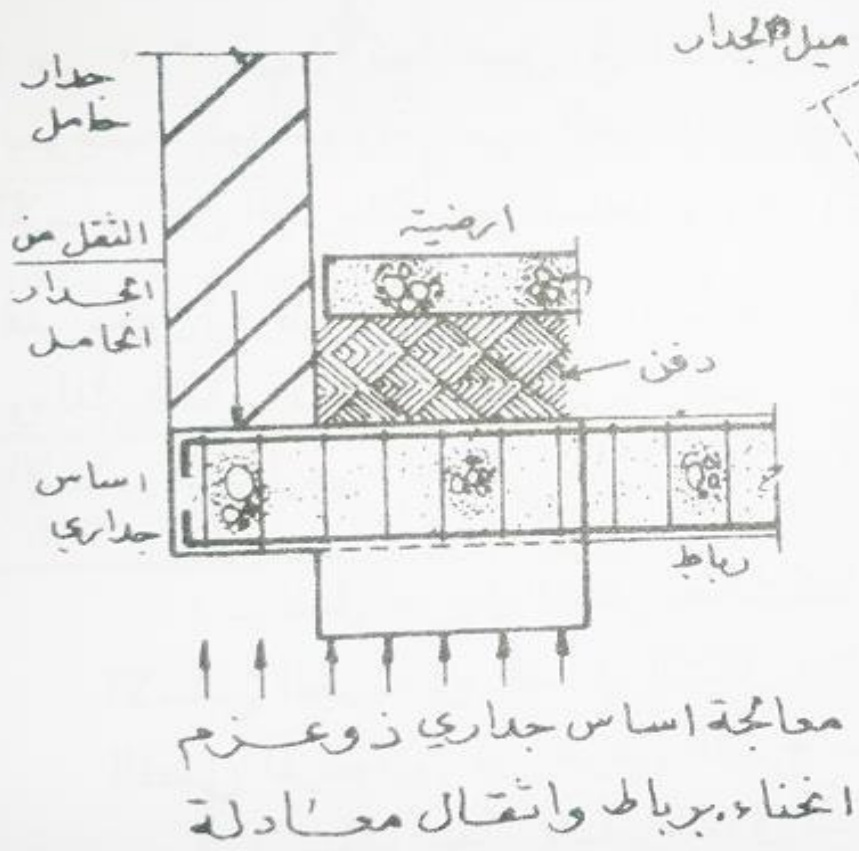 ميل الجدار
جدار
حامل
الثقل من
الجدار
الحامل
ارضية
دفن
اساس
جداري
رباط
معالجة اساس جداري ذو عزم
انحناء برباط واثقال معادلة